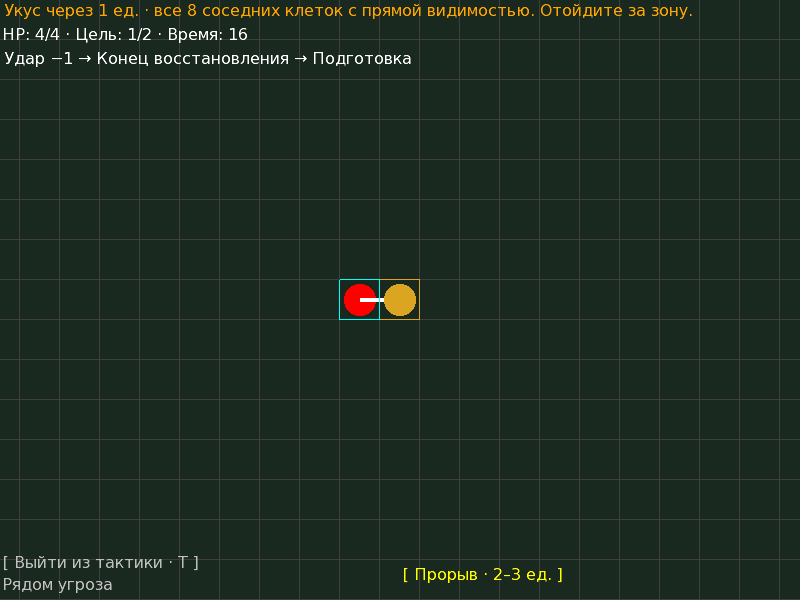 Укус через 1 ед. · все 8 соседних клеток с прямой видимостью. Отойдите за зону.
HP: 4/4 · Цель: 1/2 · Время: 16
Удар −1 → Конец восстановления → Подготовка
[ Выйти из тактики · T ]
Рядом угроза
[ Прорыв · 2–3 ед. ]